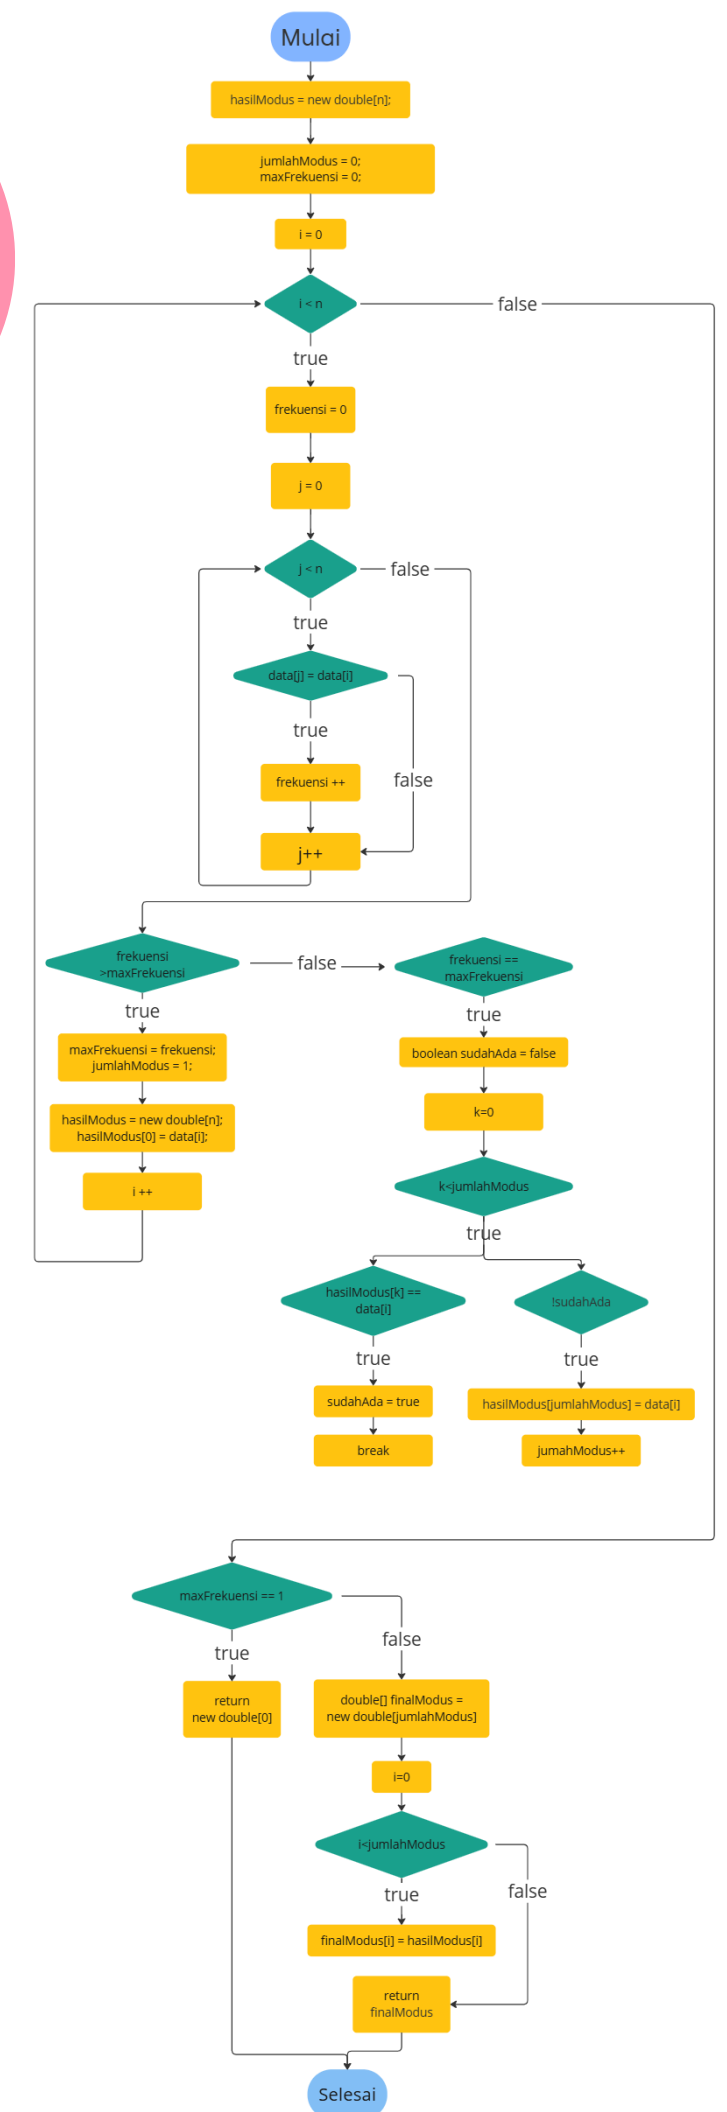 Mulai
hasilModus = new double[n];
jumlahModus = 0;
maxFrekuensi = 0;
i = 0
i < n
false
true
frekuensi = 0
j = 0
j < n
false
true
data[j] = data[i]
true
false
frekuensi ++
j++
frekuensi
>maxFrekuensi
false
frekuensi ==
maxFrekuensi
true
true
maxFrekuensi = frekuensi;
jumlahModus = 1;
boolean sudahAda = false
hasilModus = new double[n];
hasilModus[0] = data[i];
k=0
i ++
k<jumlahModus
true
hasilModus[k] ==
data[i]
!sudahAda
true
true
sudahAda = true
hasilModus[jumlahModus] = data[i]
break
jumahModus++
maxFrekuensi == 1
true
false
return
new double[0]
double[] finalModus =
new double[jumlahModus]
i=0
i<jumlahModus
true
false
finalModus[i] = hasilModus[i]
return
finalModus
Selesai